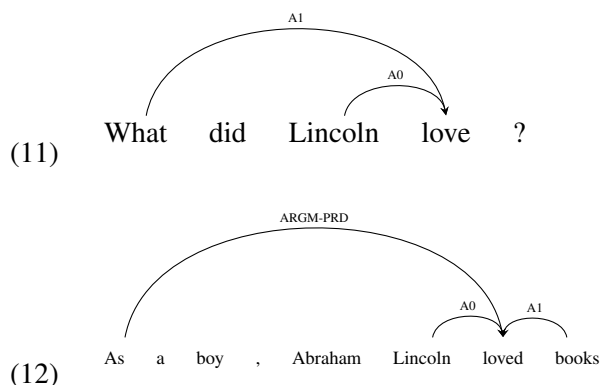 A1
A0
(11) What did Lincoln love ?
ARGM-PRD
A0 A1
(12) As a boy , Abraham Lincoln loved books